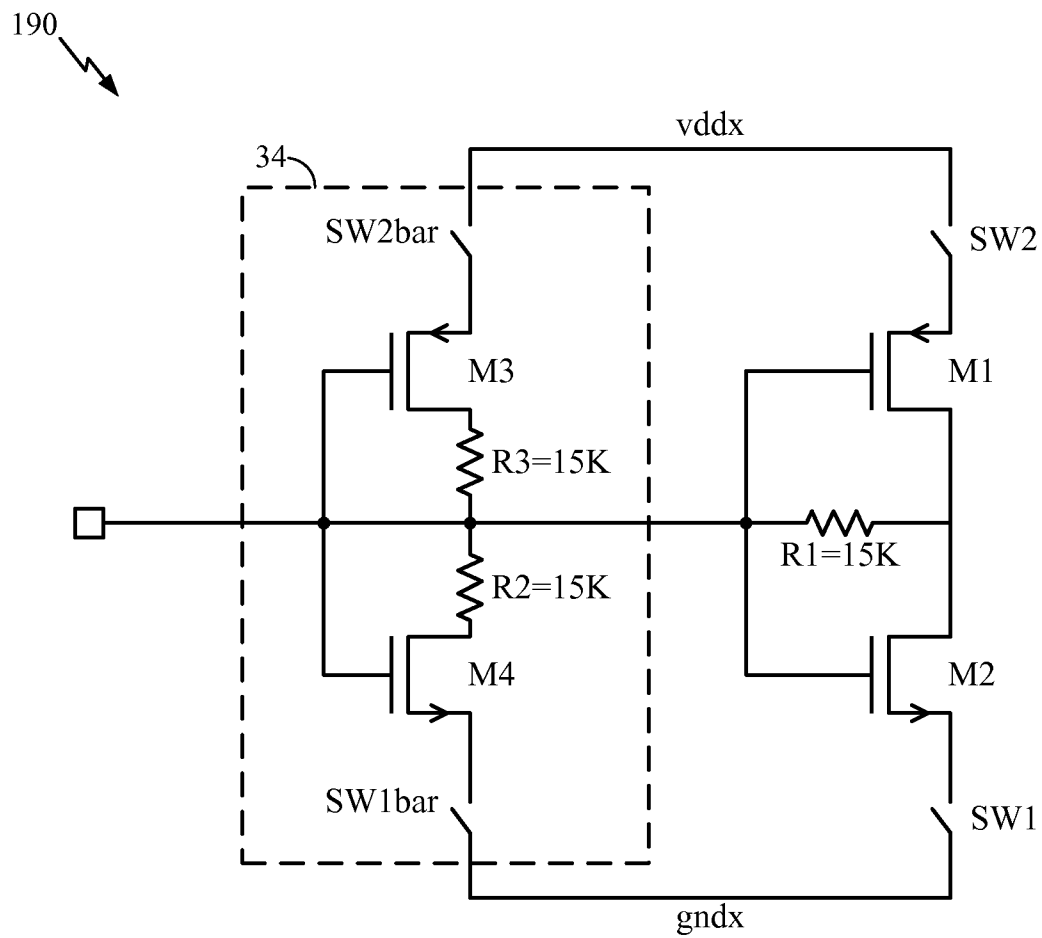 190
vddx
34
SW2bar
SW2
M3
M1
R3=15K
R1=15K
R2=15K
M4
M2
SW1bar
SW1
gndx